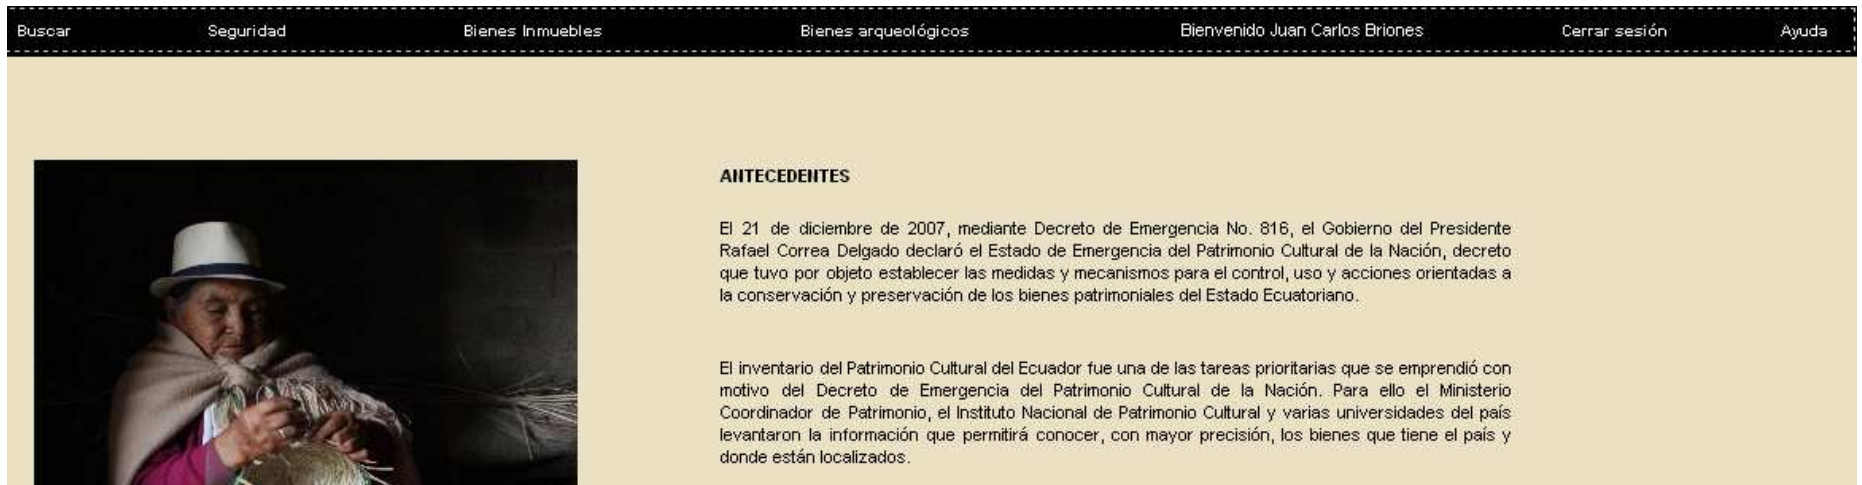 Buscar Seguridad Bienes Inmuebles Bienes arqueológicos Bienvenido Juan Carlos Briones Cerrar sesión Ayuda
ANTECEDENTES
El 21 de diciembre de 2007, mediante Decreto de Emergencia No. 816, el Gobierno del Presidente
Rafael Correa Delgado declaró el Estado de Emergencia del Patrimonio Cultural de la Nación, decreto
que tuvo por objeto establecer las medidas y mecanismos para el control, uso y acciones orientadas a
la conservación y preservación de los bienes patrimoniales del Estado Ecuatoriano.
El inventario del Patrimonio Cultural del Ecuador fue una de las tareas prioritarias que se emprendió con
motivo del Decreto de Emergencia del Patrimonio Cultural de la Nación. Para ello el Ministerio
Coordinador de Patrimonio, el Instituto Nacional de Patrimonio Cultural y varias universidades del país
levantaron la información que permitirá conocer, con mayor precisión, los bienes que tiene el país y
donde están localizados.